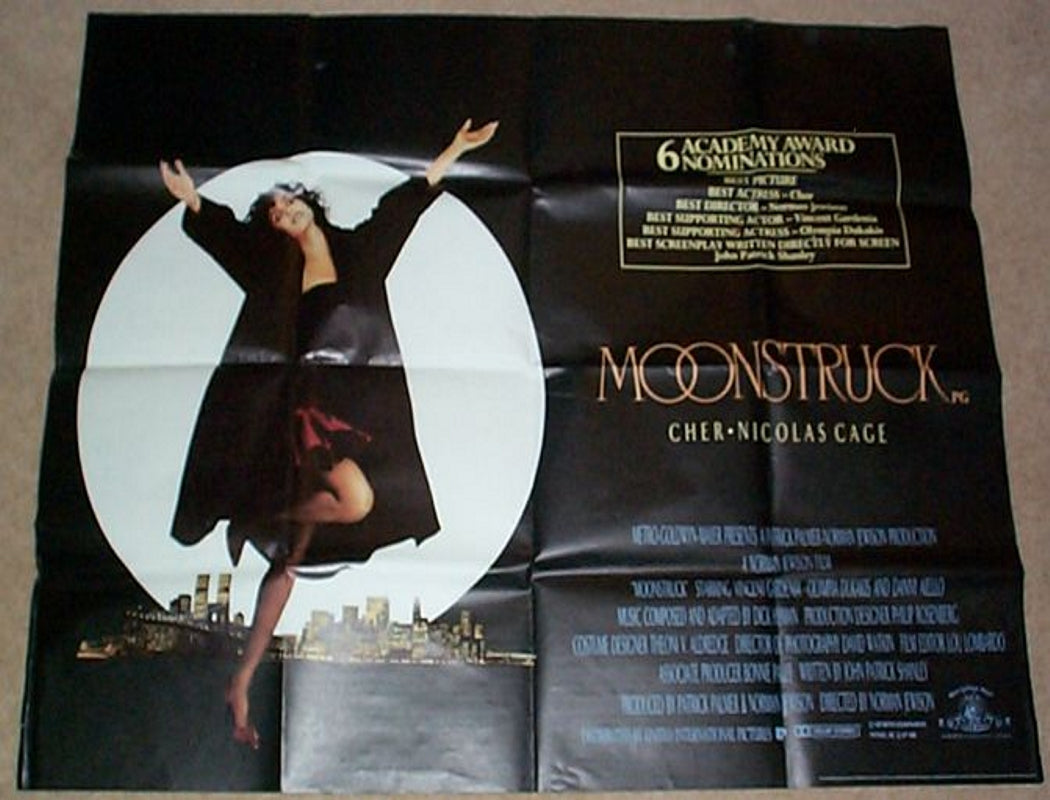 6 ACADEMY AWARD
NOMINATIONS
BEST PICTURE
BEST ACTRESS – Cher
BEST DIRECTOR – Norman Jewison
BEST SUPPORTING ACTOR – Vincent Gardenia
BEST SUPPORTING ACTRESS – Olympia Dukakis
BEST SCREENPLAY WRITTEN DIRECTLY FOR SCREEN
John Patrick Shanley
MOONSTRUCK PG
CHER•NICOLAS CAGE
METRO-GOLDWYN-MAYER PRESENTS A PATRICK PALMER/NORMAN JEWISON PRODUCTION
A NORMAN JEWISON FILM
"MOONSTRUCK" STARRING VINCENT GARDENIA • OLYMPIA DUKAKIS AND DANNY AIELLO
MUSIC COMPOSED AND ADAPTED BY DICK HYMAN PRODUCTION DESIGNER PHILIP ROSENBERG
COSTUME DESIGNER THEONI V. ALDREDGE DIRECTOR OF PHOTOGRAPHY DAVID WATKIN FILM EDITOR LOU LOMBARDO
ASSOCIATE PRODUCER BONNIE WRITTEN BY JOHN PATRICK SHANLEY
PRODUCED BY PATRICK PALMER & NORMAN JEWISON DIRECTED BY NORMAN JEWISON
DISTRIBUTED BY UNITED INTERNATIONAL PICTURES